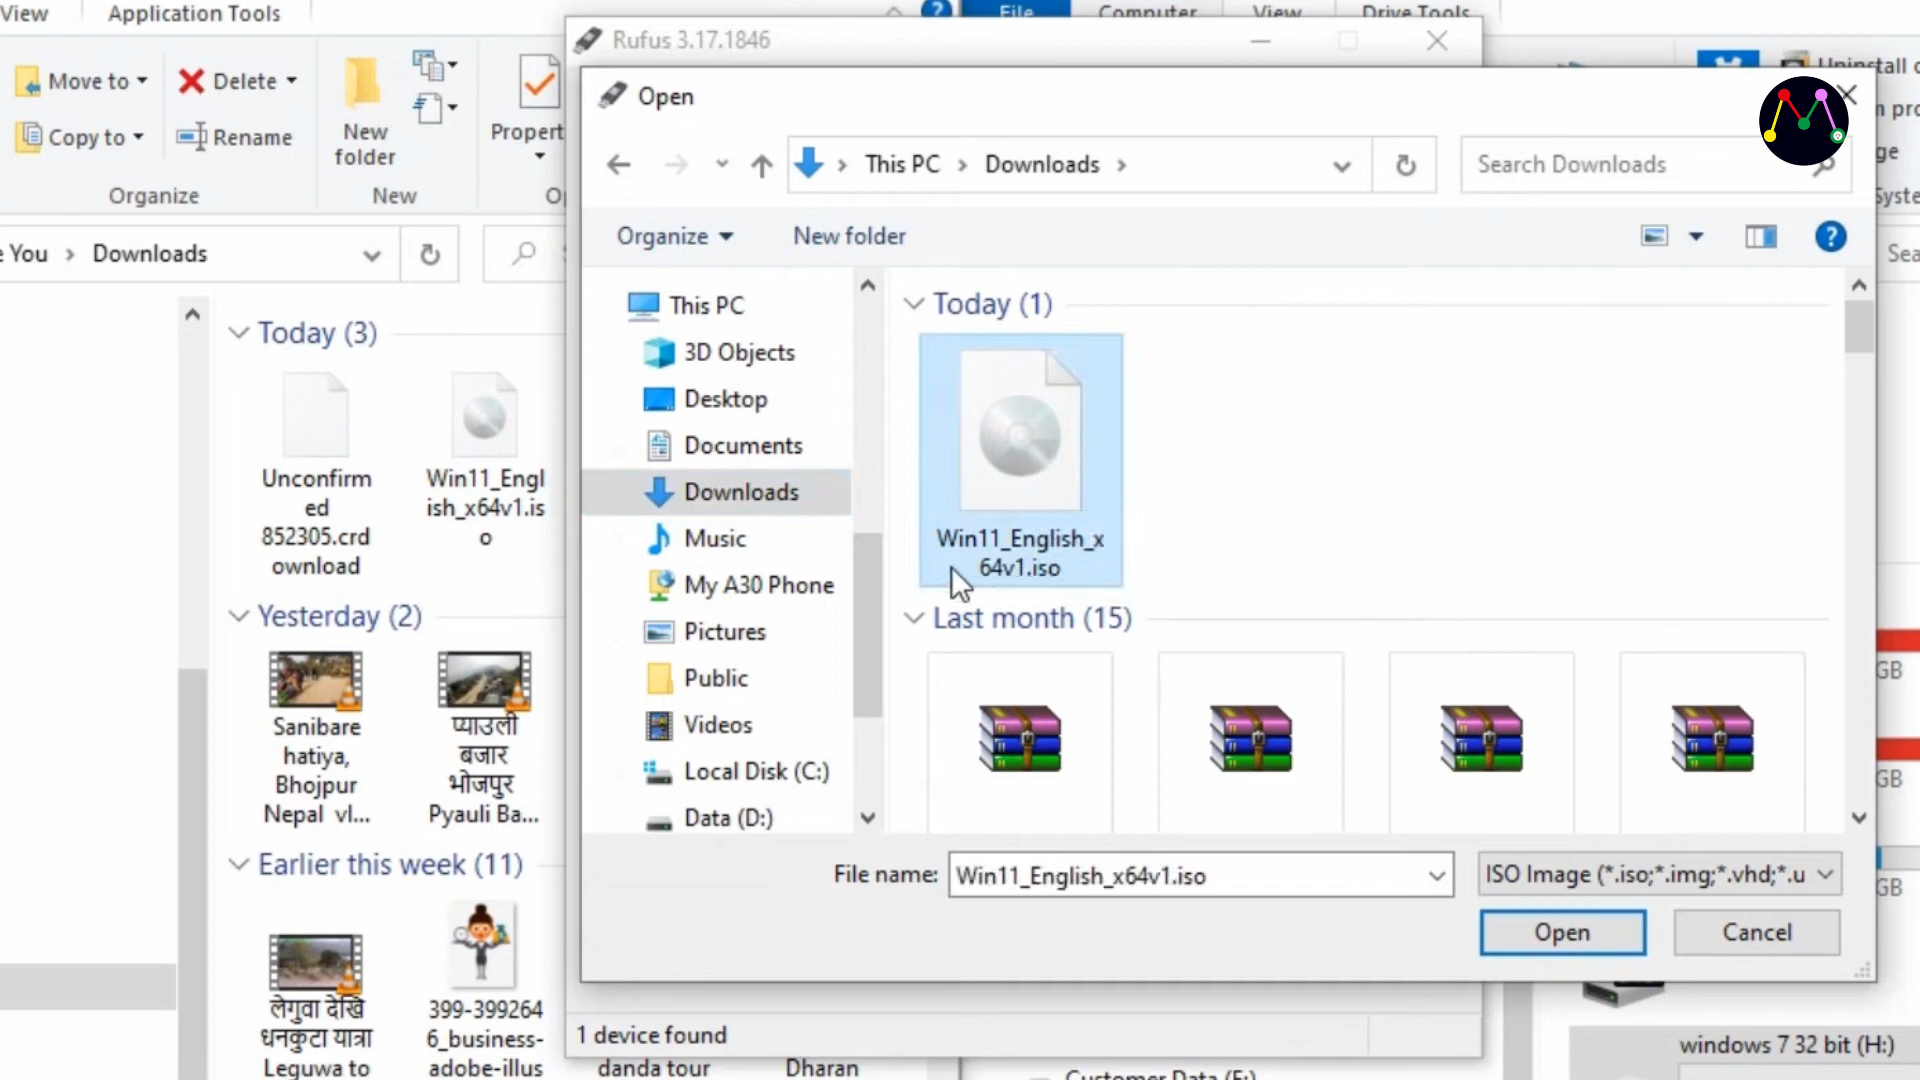 View
Application Tools
Move to
Copy to
Delete
Rename
New
folder
Propert
Organize
New
e You > Downloads
Today (3)
Unconfirm
ed
852305.crd
ownload
Win11_Engl
ish_x64v1.is
o
Yesterday (2)
Sanibare
hatiya,
Bhojpur
Nepal vl...
प्याउली
बजार
भोजपुर
Pyauli Ba...
Earlier this week (11)
लेगुवा देखि
धनकुटा यात्रा
Leguwa to
399-399264
6_business-
adobe-illus
danda tour
Dharan
File
Computer
View
Drive Tools
Rufus 3.17.1846
Open
This PC > Downloads >
Search Downloads
Organize
New folder
This PC
3D Objects
Desktop
Documents
Downloads
Music
My A30 Phone
Pictures
Public
Videos
Local Disk (C:)
Data (D:)
Today (1)
Win11_English_x
64v1.iso
Last month (15)
File name:
Win11_English_x64v1.iso
ISO Image (*.iso;*.img;*.vhd;*.u
Open
Cancel
1 device found
Uninstall
Syste
Sea
GB
GB
GB
windows 7 32 bit (H:)
Customer Data (F:)